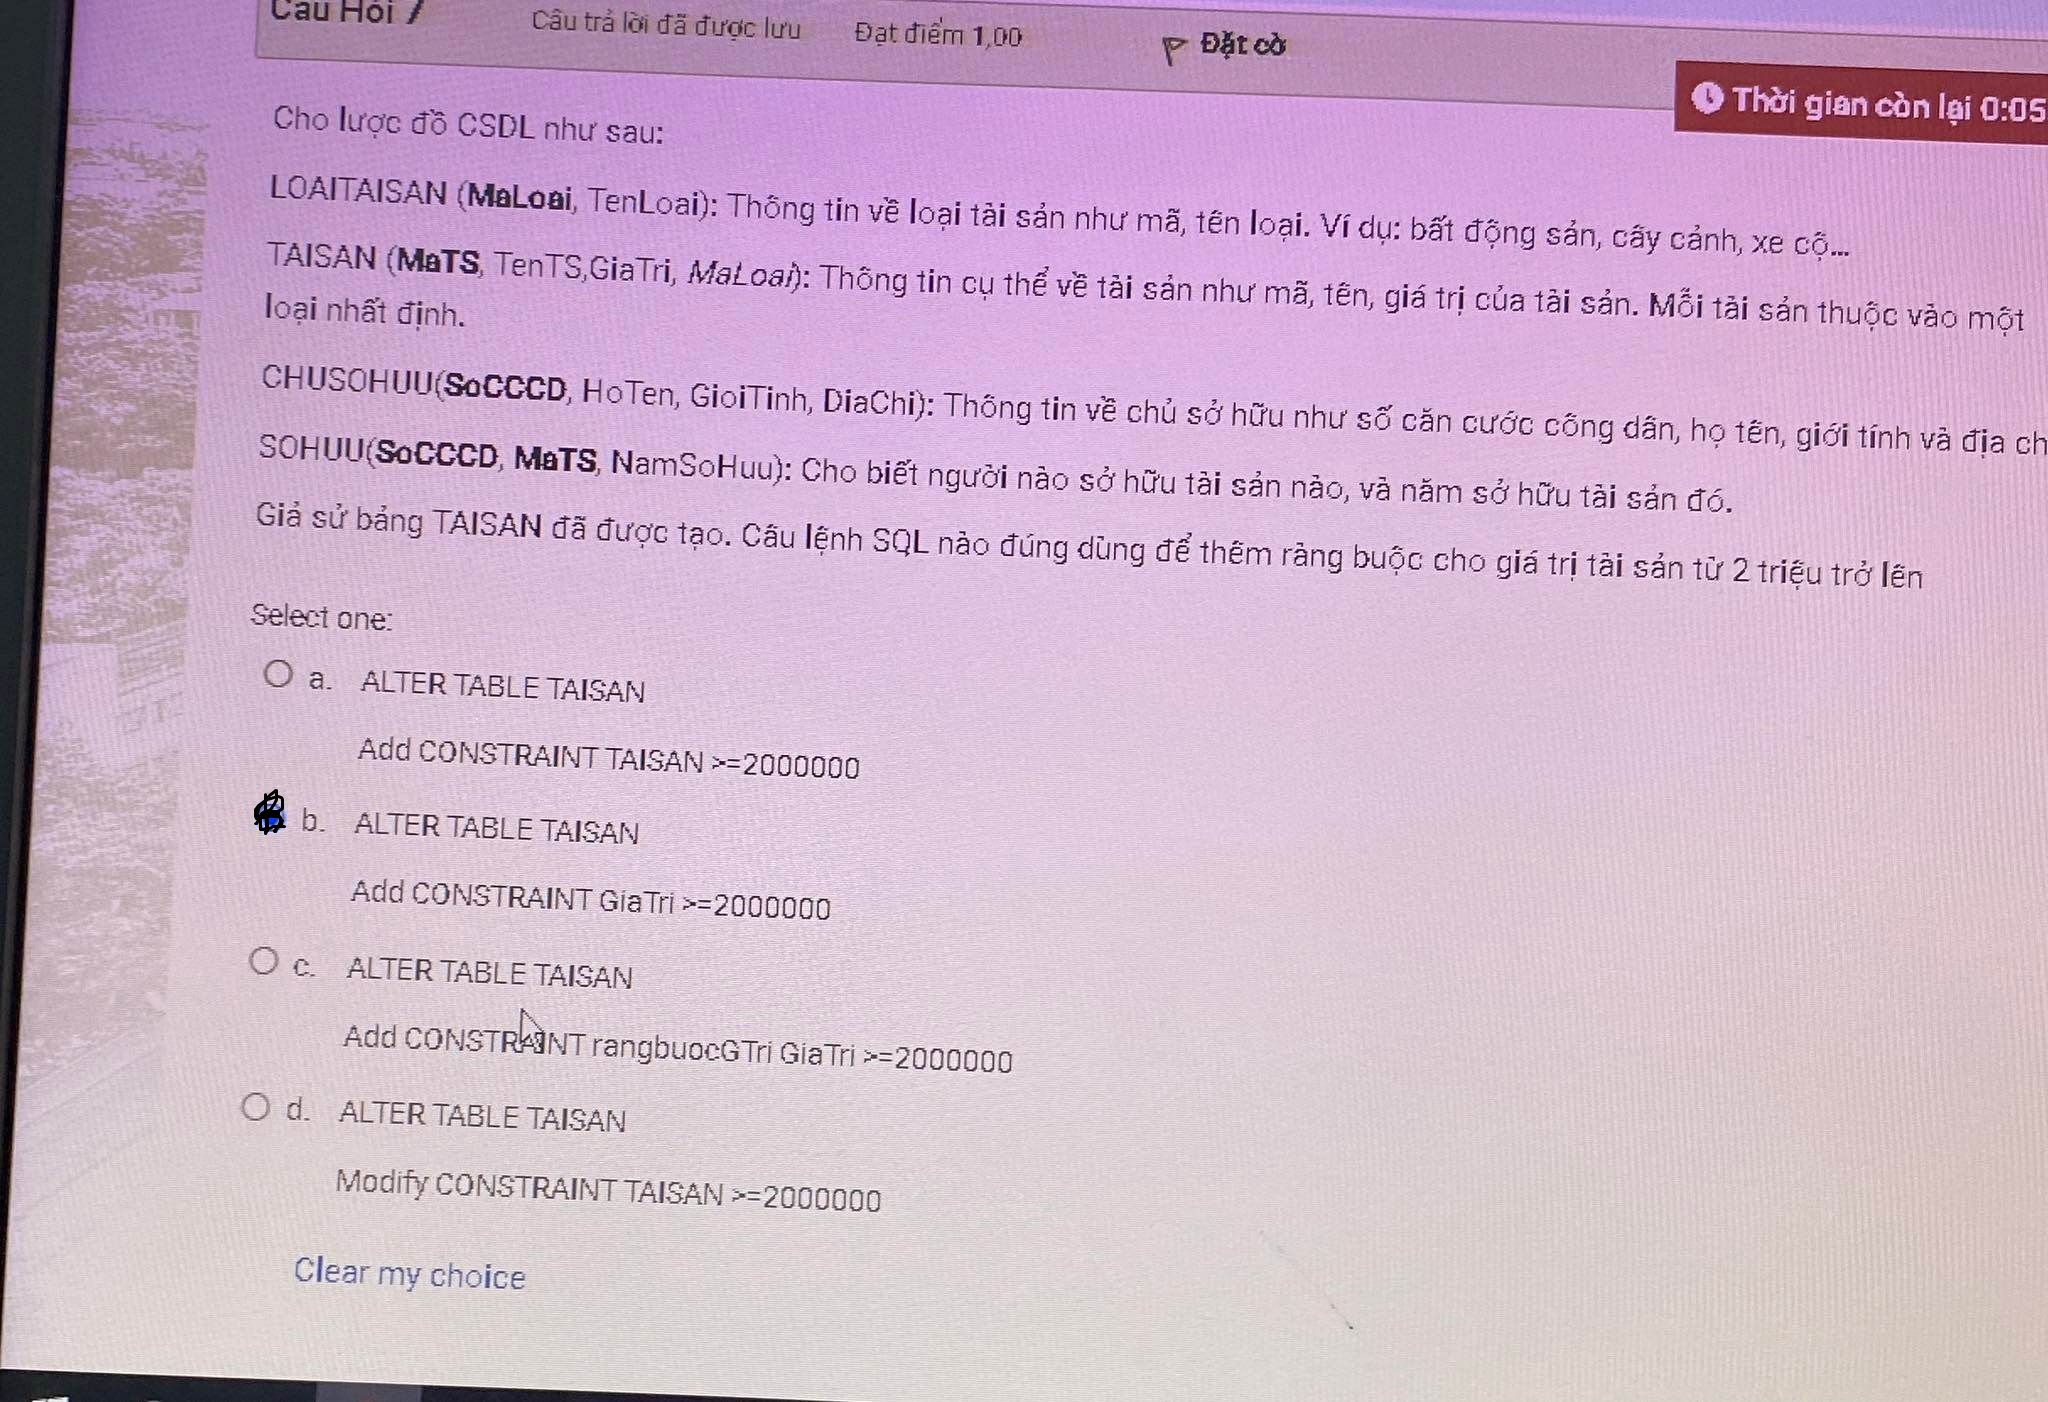 Câu Hỏi 7
Câu trả lời đã được lưu
Đạt điểm 1,00
Đặt cờ
Thời gian còn lại 0:05
Cho lược đồ CSDL như sau:
LOAITAISAN (MaLoai, TenLoai): Thông tin về loại tài sản như mã, tên loại. Ví dụ: bất động sản, cây cảnh, xe cộ...
TAISAN (MaTS, TenTS,GiaTri, MaLoai): Thông tin cụ thể về tài sản như mã, tên, giá trị của tài sản. Mỗi tài sản thuộc vào một
loại nhất định.
CHUSOHUU(SoCCCD, HoTen, GioiTinh, DiaChi): Thông tin về chủ sở hữu như số căn cước công dân, họ tên, giới tính và địa ch
SOHUU(SoCCCD, MaTS, NamSoHuu): Cho biết người nào sở hữu tài sản nào, và năm sở hữu tài sản đó.
Giả sử bảng TAISAN đã được tạo. Câu lệnh SQL nào đúng dùng để thêm ràng buộc cho giá trị tài sản từ 2 triệu trở lên
Select one:
a. ALTER TABLE TAISAN
Add CONSTRAINT TAISAN >=2000000
b. ALTER TABLE TAISAN
Add CONSTRAINT GiaTri >=2000000
c. ALTER TABLE TAISAN
Add CONSTRAINT rangbuocGTri GiaTri >=2000000
d. ALTER TABLE TAISAN
Modify CONSTRAINT TAISAN >=2000000
Clear my choice